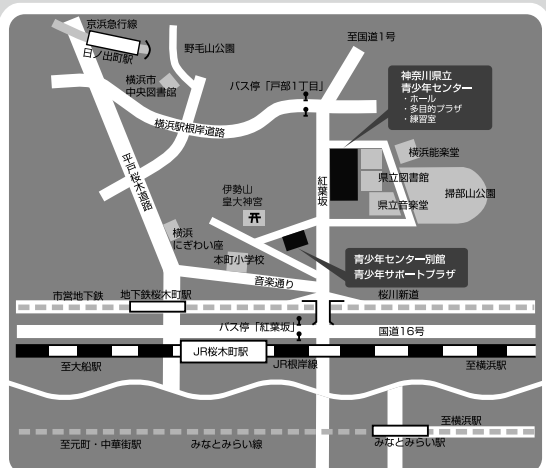 京浜急行線
日ノ出町駅
野毛山公園
至国道1号
横浜市
中央図書館
バス停「戸部1丁目」
神奈川県立
青少年センター
・ホール
・多目的プラザ
・練習室
横浜駅根岸道路
平戸桜木道路
紅葉坂
横浜能楽堂
県立図書館
掃部山公園
県立音楽堂
伊勢山
皇大神宮
横浜
にぎわい座
本町小学校
音楽通り
青少年センター別館
青少年サポートプラザ
市営地下鉄
地下鉄桜木町駅
桜川新道
バス停「紅葉坂」
国道16号
JR桜木町駅
JR根岸線
至大船駅
至横浜駅
至横浜駅
至元町・中華街駅
みなとみらい線
みなとみらい駅